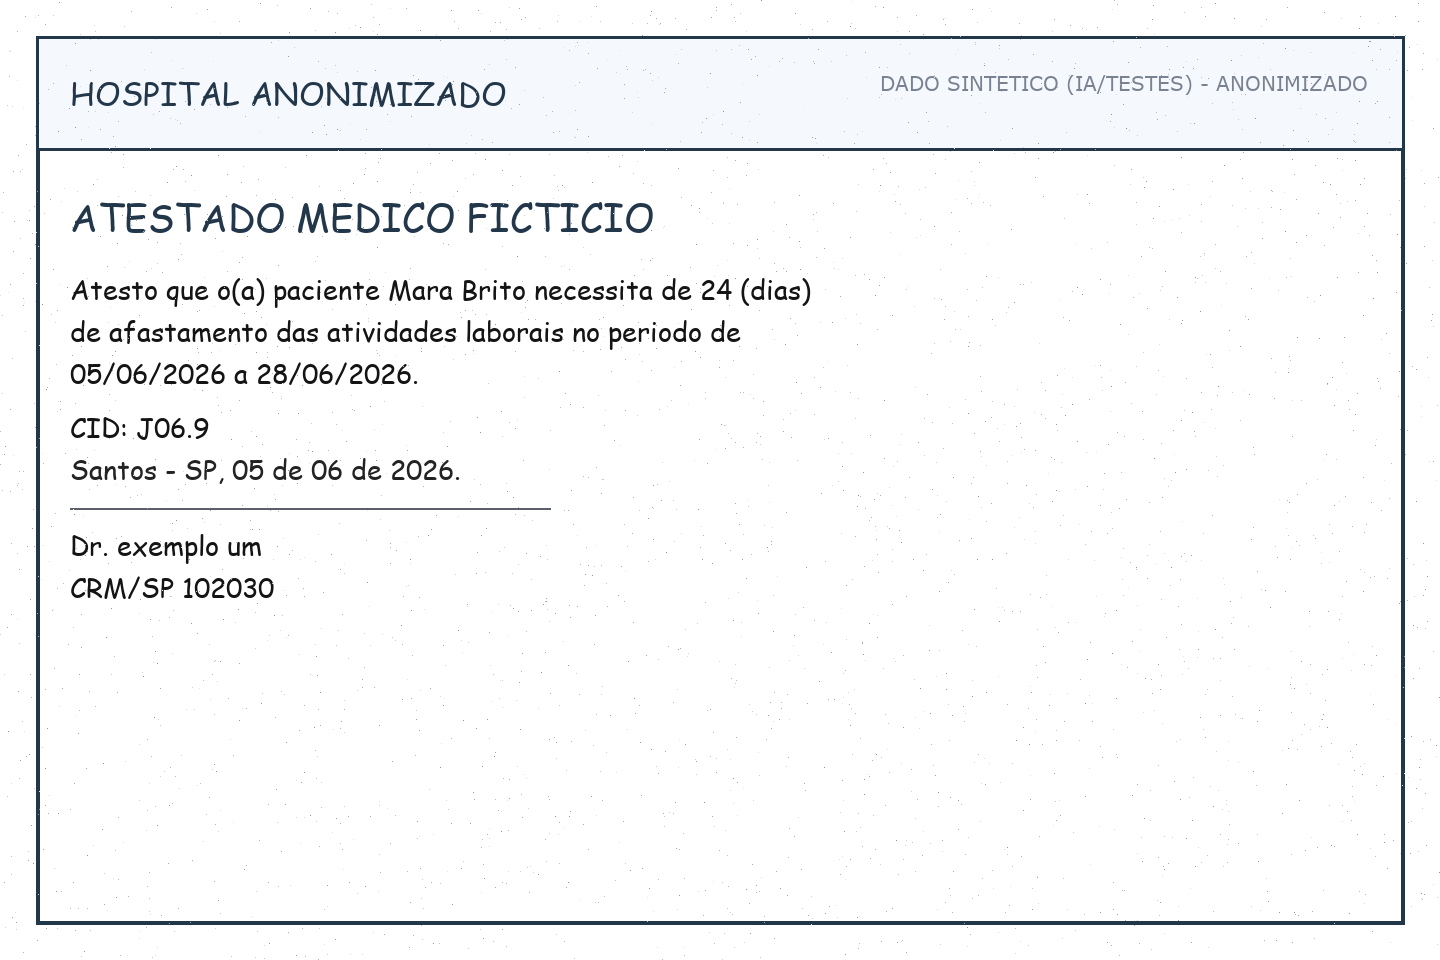 HOSPITAL ANONIMIZADO
DADO SINTETICO (IA/TESTES) - ANONIMIZADO
ATESTADO MEDICO FICTICIO
Atesto que o(a) paciente Mara Brito necessita de 24 (dias)
de afastamento das atividades laborais no periodo de
05/06/2026 a 28/06/2026.
CID: J06.9
Santos - SP, 05 de 06 de 2026.
Dr. exemplo um
CRM/SP 102030